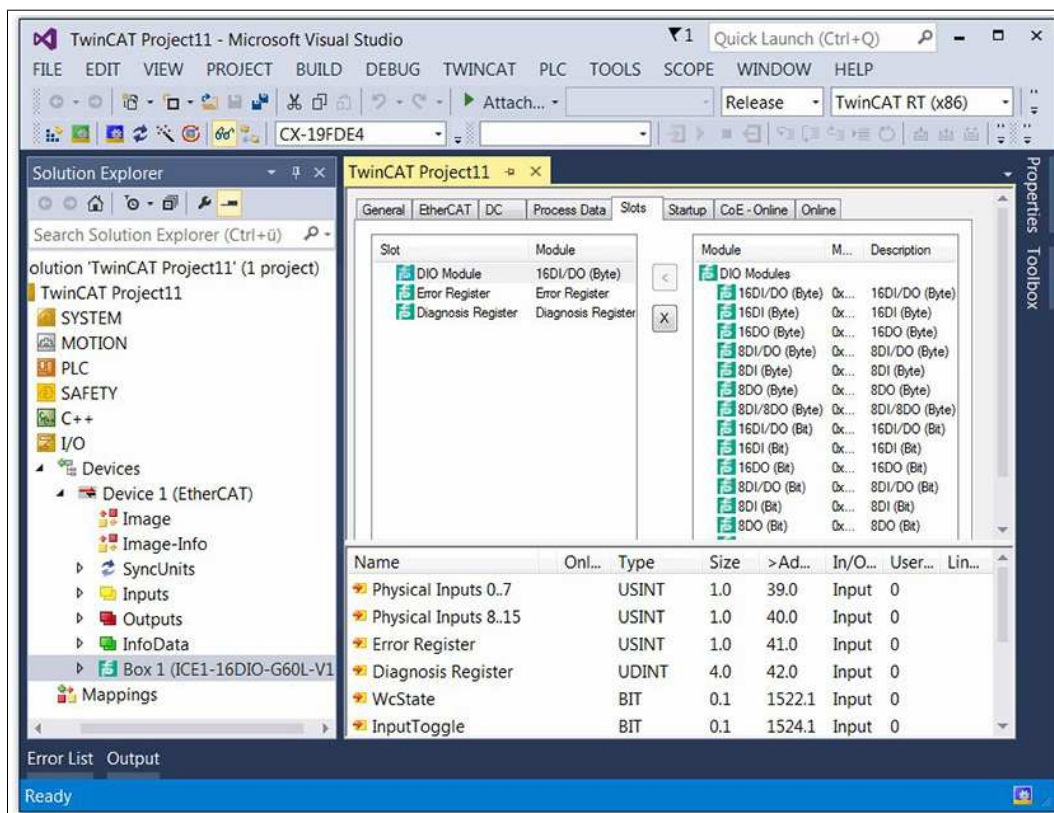 TwinCAT Project11 - Microsoft Visual Studio
1
Quick Launch (Ctrl+Q)
FILE EDIT VIEW PROJECT BUILD DEBUG TWINCAT PLC TOOLS SCOPE WINDOW HELP
Attach... Release TwinCAT RT (x86)
CX-19FDE4
Solution Explorer
Search Solution Explorer (Ctrl+ü)
olution 'TwinCAT Project11' (1 project)
TwinCAT Project11
SYSTEM
MOTION
PLC
SAFETY
C++
I/O
Devices
Device 1 (EtherCAT)
Image
Image-Info
SyncUnits
Inputs
Outputs
InfoData
Box 1 (ICE1-16DIO-G60L-V1
Mappings
TwinCAT Project11
General EtherCAT DC Process Data Slots Startup CoE - Online Online
Slot Module
DIO Module 16DI/DO (Byte)
Error Register Error Register
Diagnosis Register Diagnosis Register
<
X
Module M... Description
DIO Modules
16DI/DO (Byte) 0x... 16DI/DO (Byte)
16DI (Byte) 0x... 16DI (Byte)
16DO (Byte) 0x... 16DO (Byte)
8DI/DO (Byte) 0x... 8DI/DO (Byte)
8DI (Byte) 0x... 8DI (Byte)
8DO (Byte) 0x... 8DO (Byte)
8DI/8DO (Byte) 0x... 8DI/8DO (Byte)
16DI/DO (Bit) 0x... 16DI/DO (Bit)
16DI (Bit) 0x... 16DI (Bit)
16DO (Bit) 0x... 16DO (Bit)
8DI/DO (Bit) 0x... 8DI/DO (Bit)
8DI (Bit) 0x... 8DI (Bit)
8DO (Bit) 0x... 8DO (Bit)
Name Onl... Type Size >Ad... In/O... User... Lin...
Physical Inputs 0..7 USINT 1.0 39.0 Input 0
Physical Inputs 8..15 USINT 1.0 40.0 Input 0
Error Register USINT 1.0 41.0 Input 0
Diagnosis Register UDINT 4.0 42.0 Input 0
WcState BIT 0.1 1522.1 Input 0
InputToggle BIT 0.1 1524.1 Input 0
Properties
Toolbox
Error List Output
Ready